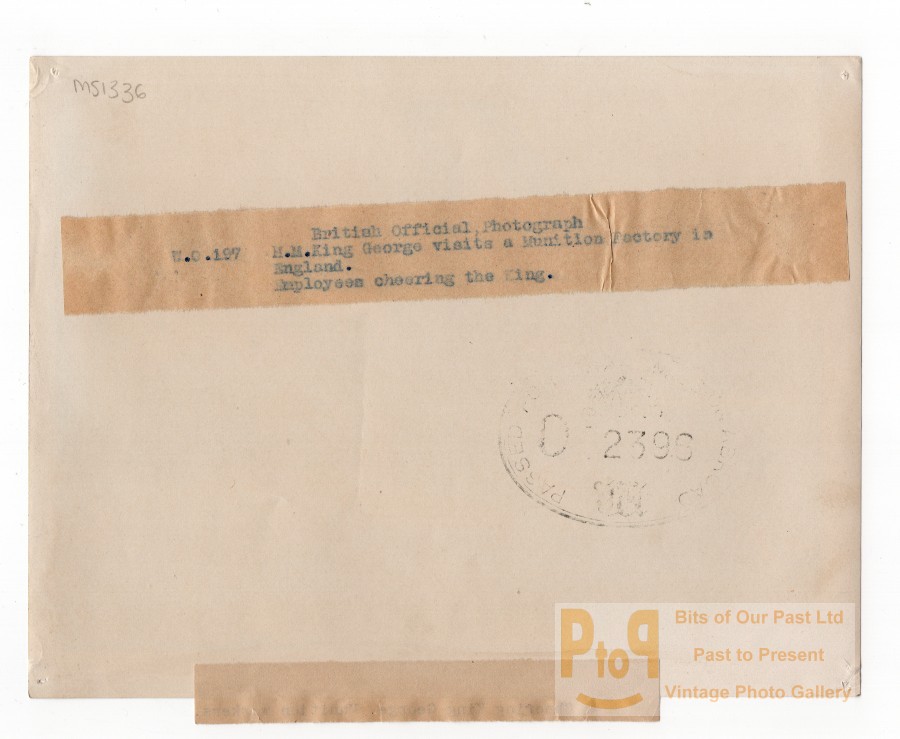 MS1336
British Official Photograph
W.O.197 H.M.King George visits a Munition Factory in
England.
Employees cheering the King.
PASSED
O 2396
PtoP
Bits of Our Past Ltd
Past to Present
Vintage Photo Gallery